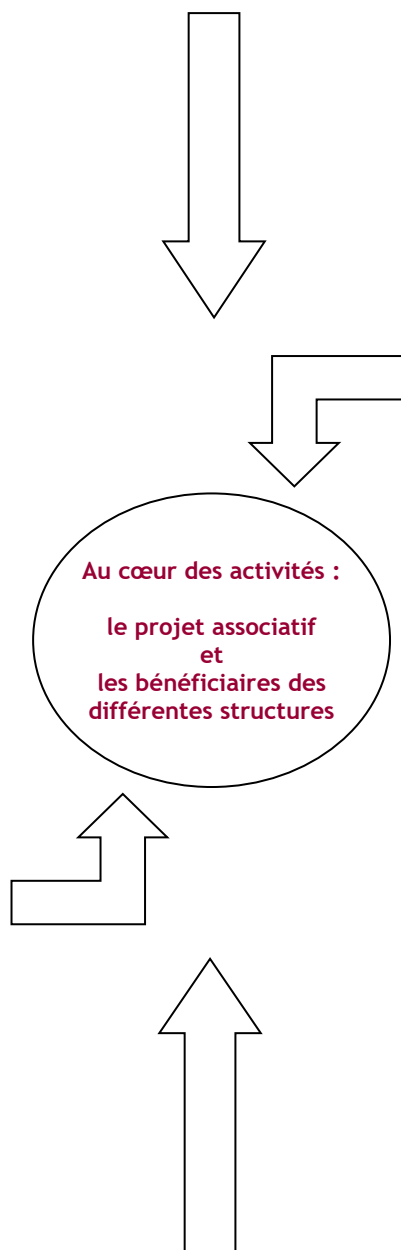 Au cœur des activités :
le projet associatif
et
les bénéficiaires des
différentes structures